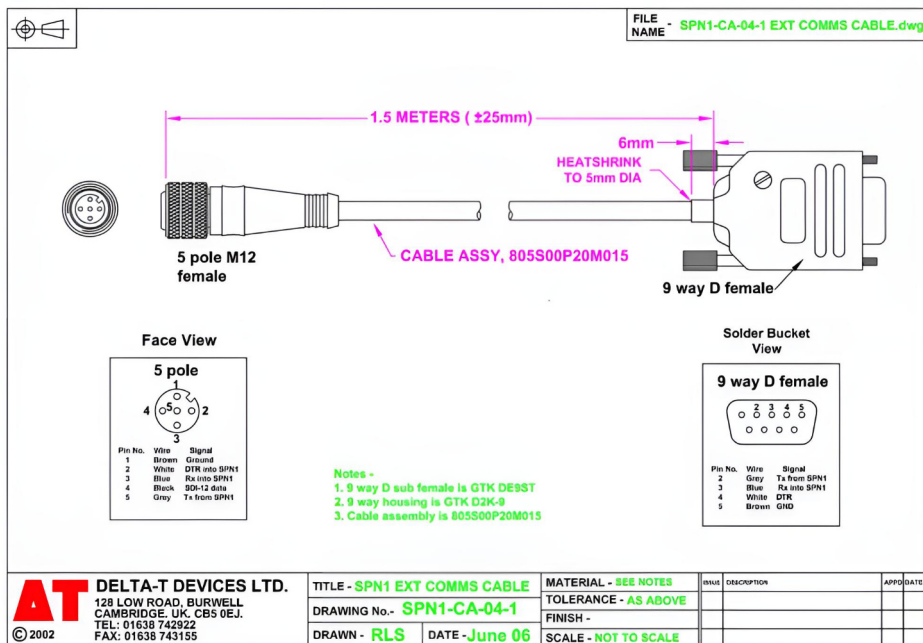 FILE NAME - SPN1-CA-04-1 EXT COMMS CABLE.dwg
1.5 METERS ( ±25mm)
6mm
HEATSHRINK
TO 5mm DIA
5 pole M12
female
CABLE ASSY, 805S00P20M015
9 way D female
Face View
5 pole
1
4 5 2
3
Pin No. Wire Signal
1 Brown Ground
2 White DTR into SPN1
3 Blue Rx into SPN1
4 Black SDI-12 data
5 Grey Tx from SPN1
Notes -
1. 9 way D sub female is GTK DE9ST
2. 9 way housing is GTK D2K-9
3. Cable assembly is 805S00P20M015
Solder Bucket
View
9 way D female
2 3 4 5
Pin No. Wire Signal
2 Grey Tx from SPN1
3 Blue Rx into SPN1
4 White DTR
5 Brown GND
AT
© 2002
DELTA-T DEVICES LTD.
128 LOW ROAD, BURWELL
CAMBRIDGE. UK, CB5 0EJ.
TEL: 01638 742922
FAX: 01638 743155
TITLE - SPN1 EXT COMMS CABLE
DRAWING No.- SPN1-CA-04-1
DRAWN - RLS DATE - June 06
MATERIAL - SEE NOTES
TOLERANCE - AS ABOVE
FINISH -
SCALE - NOT TO SCALE
ISSUE DESCRIPTION APPD DATE